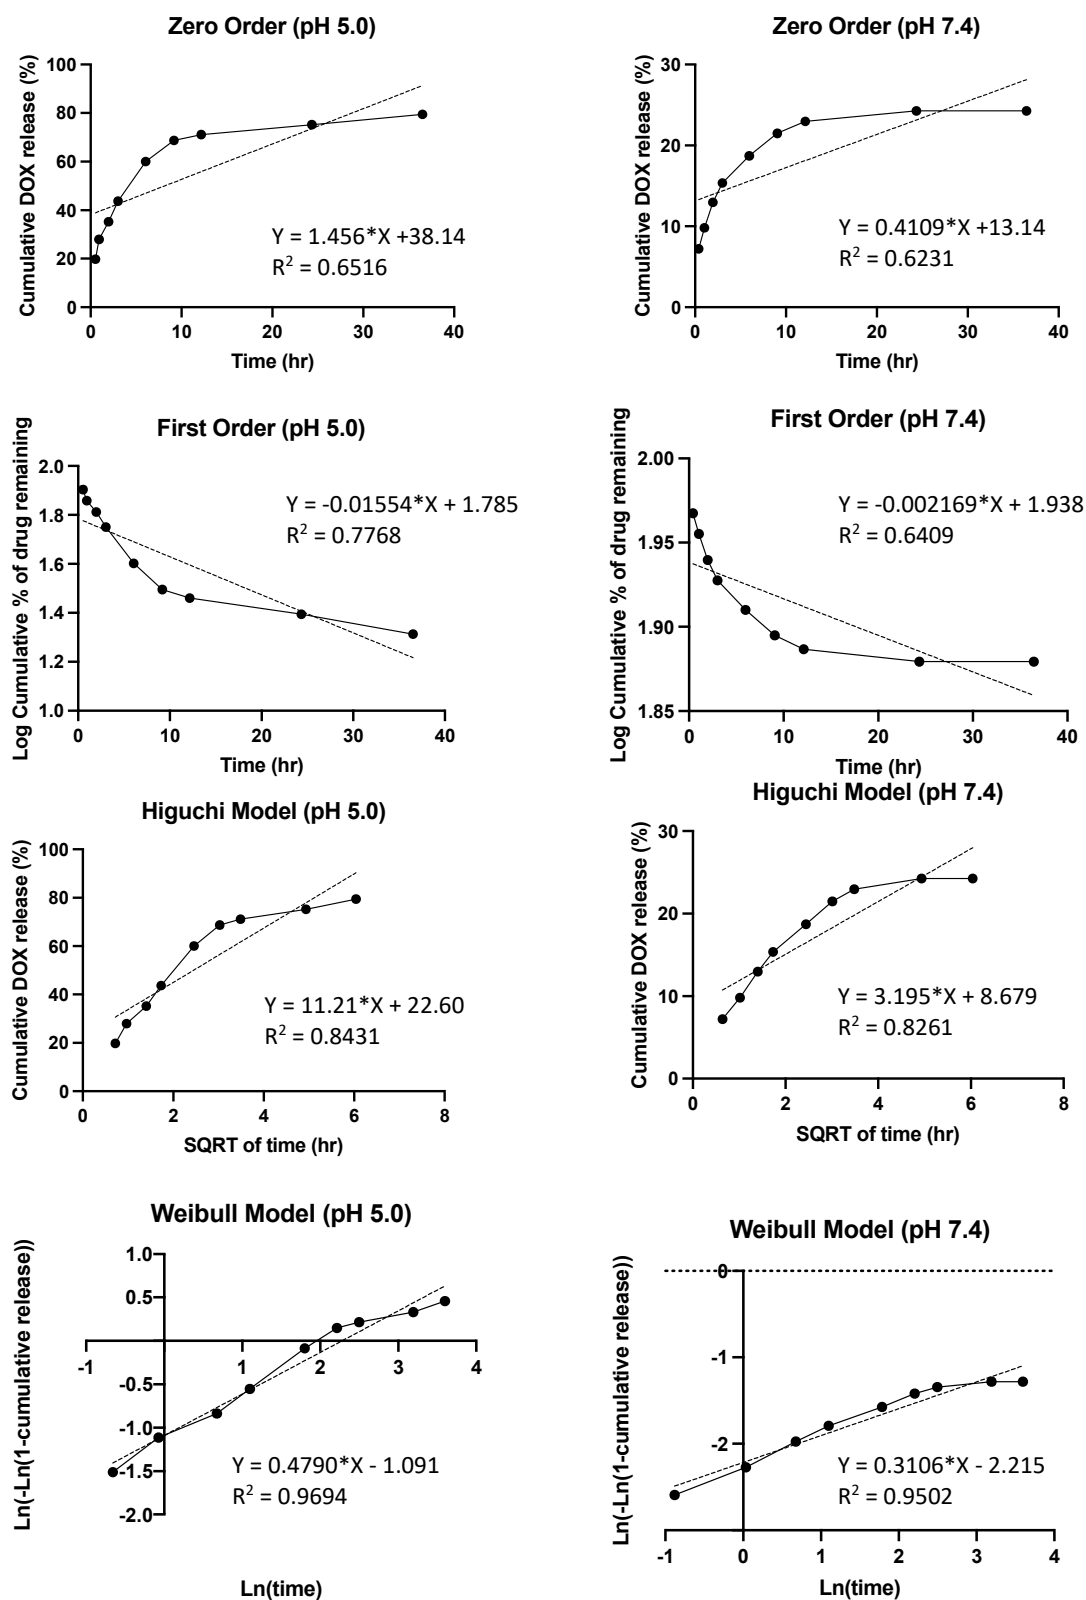 Zero Order (pH 5.0)
Cumulative DOX release (%)
100
80
60
40
20
0
0 10 20 30 40
Time (hr)
Y = 1.456*X +38.14
R² = 0.6516
Zero Order (pH 7.4)
Cumulative DOX release (%)
30
20
10
0
0 10 20 30 40
Time (hr)
Y = 0.4109*X +13.14
R² = 0.6231
First Order (pH 5.0)
Log Cumulative % of drug remaining
2.0
1.8
1.6
1.4
1.2
1.0
0 10 20 30 40
Time (hr)
Y = -0.01554*X + 1.785
R² = 0.7768
First Order (pH 7.4)
Log Cumulative % of drug remaining
2.00
1.95
1.90
1.85
0 10 20 30 40
Time (hr)
Y = -0.002169*X + 1.938
R² = 0.6409
Higuchi Model (pH 5.0)
Cumulative DOX release (%)
100
80
60
40
20
0
0 2 4 6 8
SQRT of time (hr)
Y = 11.21*X + 22.60
R² = 0.8431
Higuchi Model (pH 7.4)
Cumulative DOX release (%)
30
20
10
0
0 2 4 6 8
SQRT of time (hr)
Y = 3.195*X + 8.679
R² = 0.8261
Weibull Model (pH 5.0)
Ln(-Ln(1-cumulative release))
1.0
0.5
-0.5
-1.0
-1.5
-2.0
-1 1 2 3 4
Ln(time)
Y = 0.4790*X - 1.091
R² = 0.9694
Weibull Model (pH 7.4)
Ln(-Ln(1-cumulative release))
0
-1
-2
-1 0 1 2 3 4
Ln(time)
Y = 0.3106*X - 2.215
R² = 0.9502